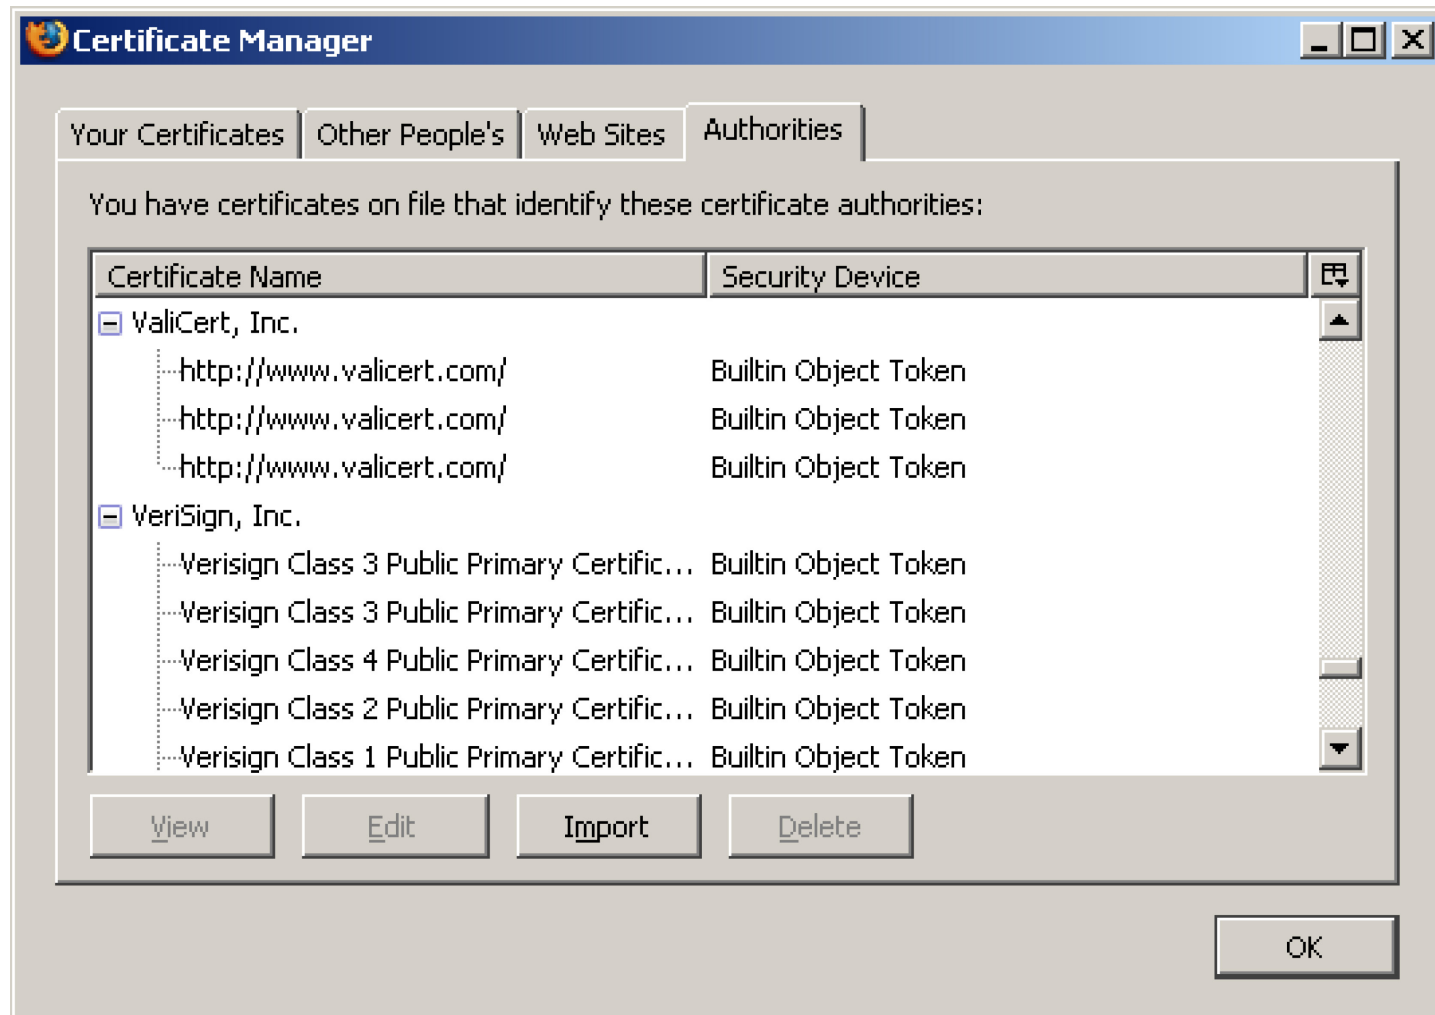 Certificate Manager
Your Certificates Other People's Web Sites Authorities
You have certificates on file that identify these certificate authorities:
Certificate Name Security Device
ValiCert, Inc.
http://www.valicert.com/ Builtin Object Token
http://www.valicert.com/ Builtin Object Token
http://www.valicert.com/ Builtin Object Token
VeriSign, Inc.
Verisign Class 3 Public Primary Certific... Builtin Object Token
Verisign Class 3 Public Primary Certific... Builtin Object Token
Verisign Class 4 Public Primary Certific... Builtin Object Token
Verisign Class 2 Public Primary Certific... Builtin Object Token
Verisign Class 1 Public Primary Certific... Builtin Object Token
View Edit Import Delete
OK